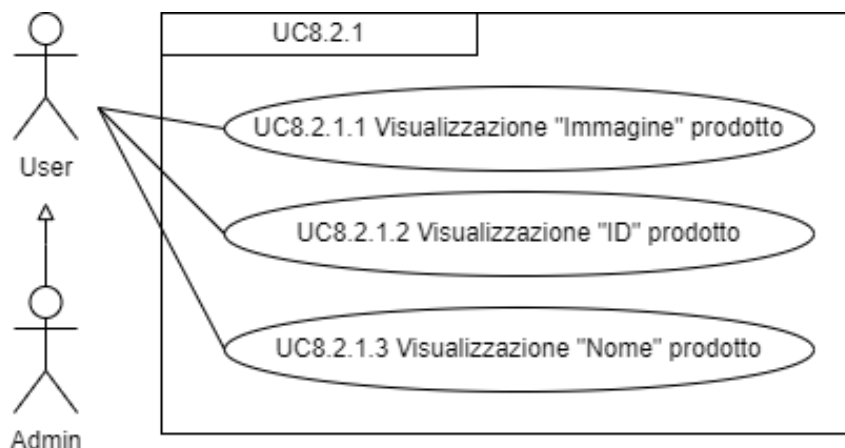 UC8.2.1
UC8.2.1.1 Visualizzazione "Immagine" prodotto
User
UC8.2.1.2 Visualizzazione "ID" prodotto
UC8.2.1.3 Visualizzazione "Nome" prodotto
Admin